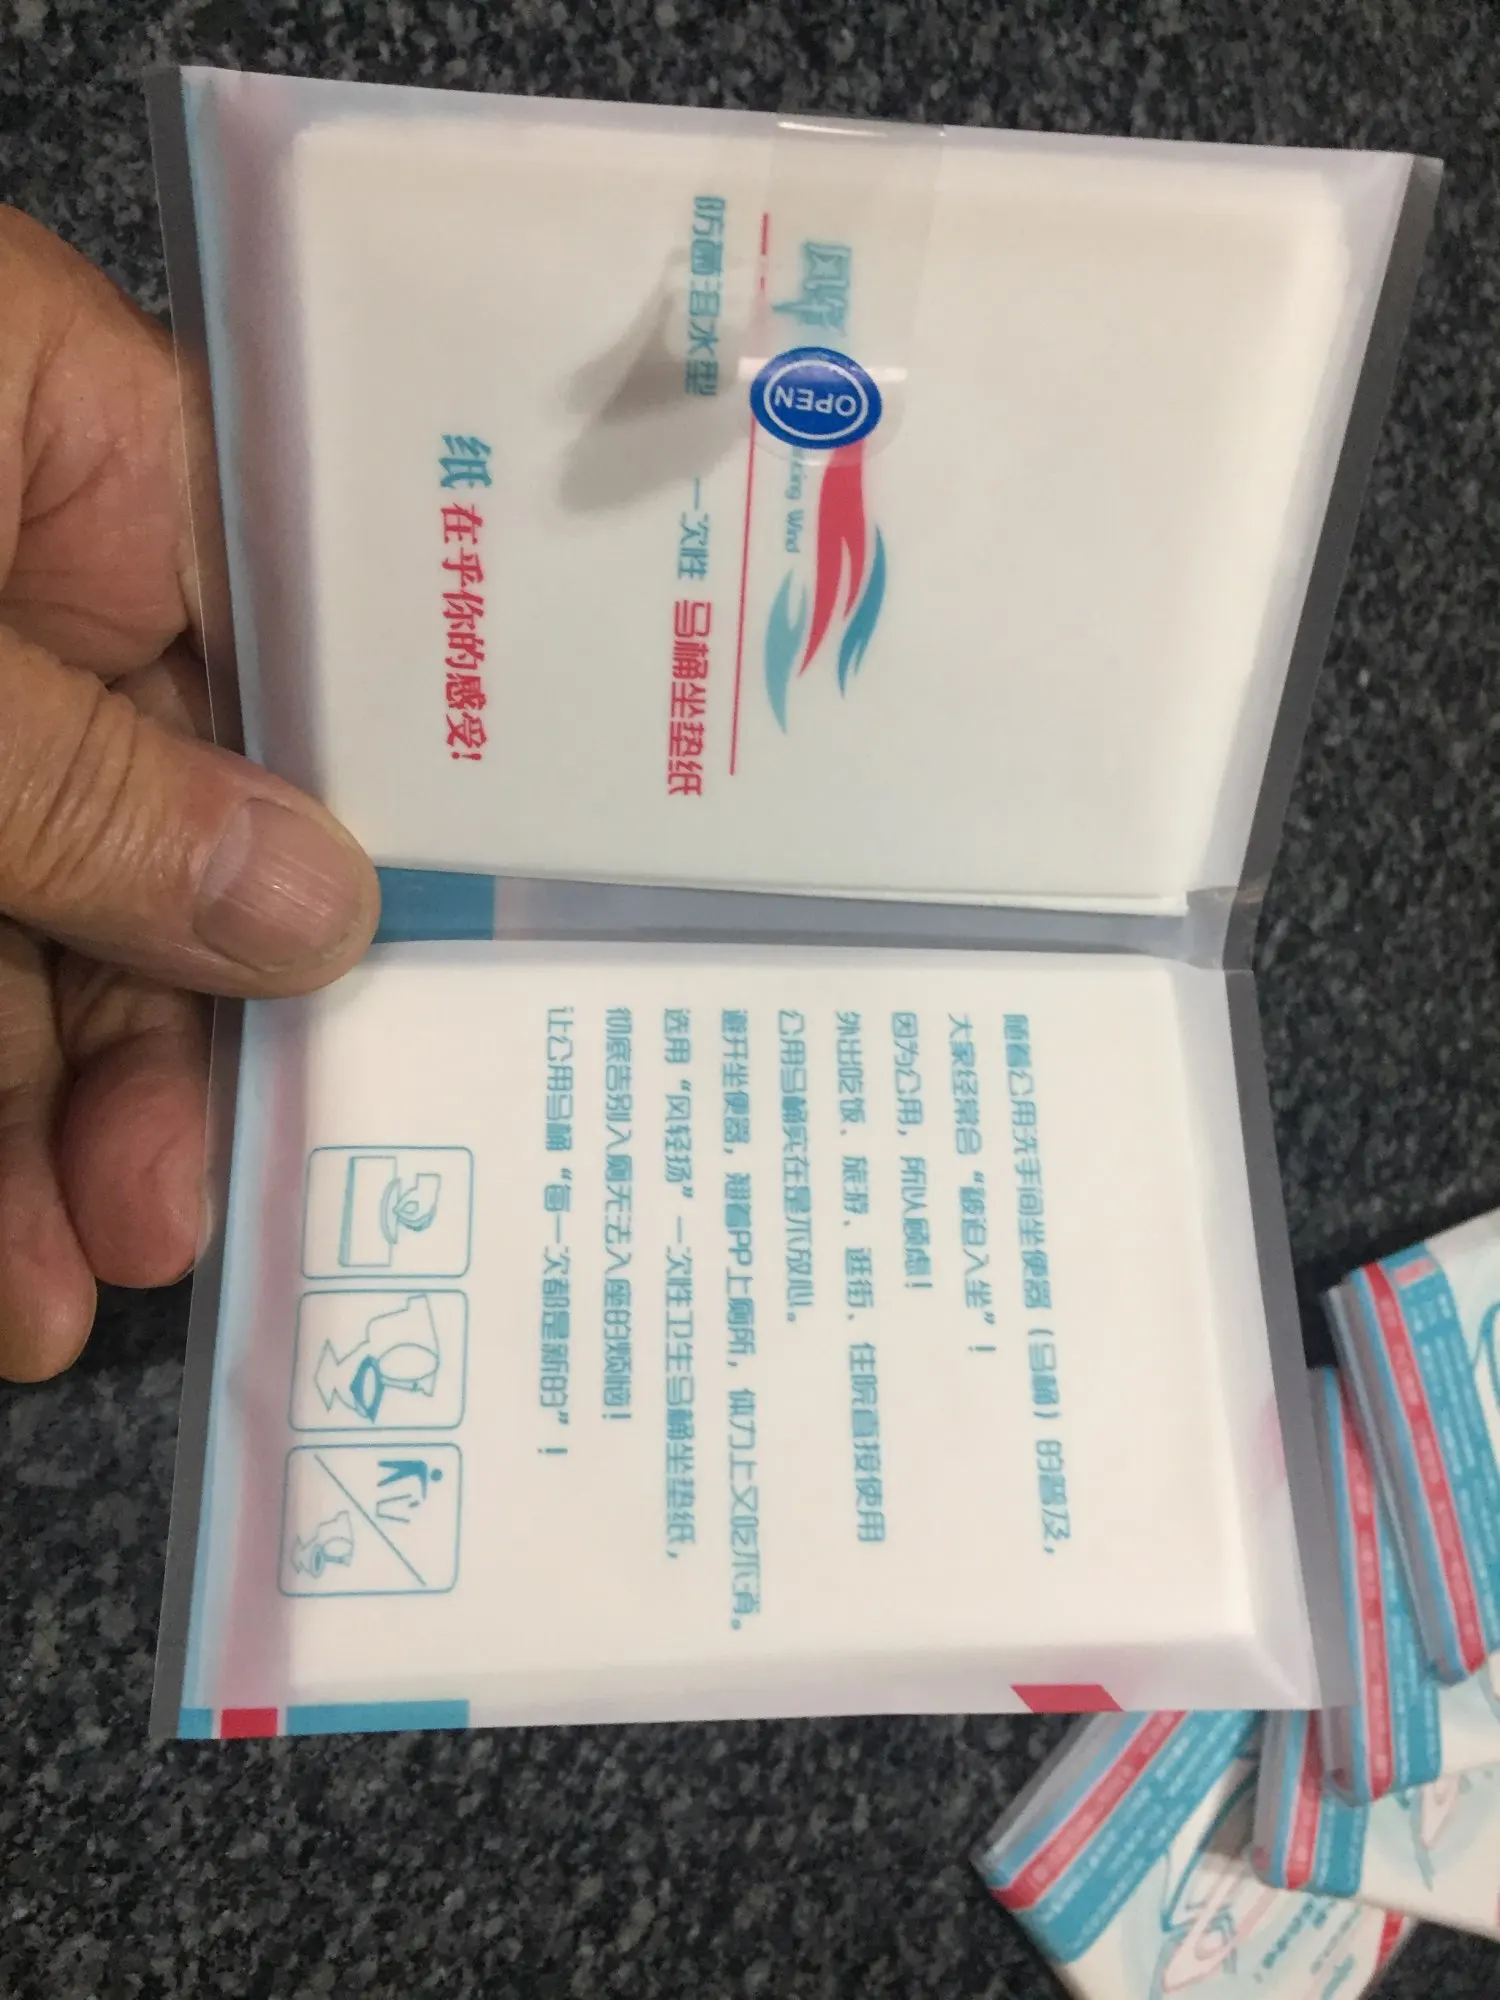 风轻
OPEN
ucing Wind
防菌溶水型 一次性 马桶坐垫纸
纸 在乎你的感受!
随着公用洗手间坐便器（马桶）的普及，
大家经常会“被迫入坐”！
因为公用，所以顾虑！
外出吃饭、旅游、逛街、住院直接使用
公用马桶实在是不放心。
避开坐便器，翘着PP上厕所，体力上又吃不消。
选用“风轻扬”一次性卫生马桶坐垫纸，
彻底告别入厕无法入座的烦恼！
让公用马桶“每一次都是新的”！